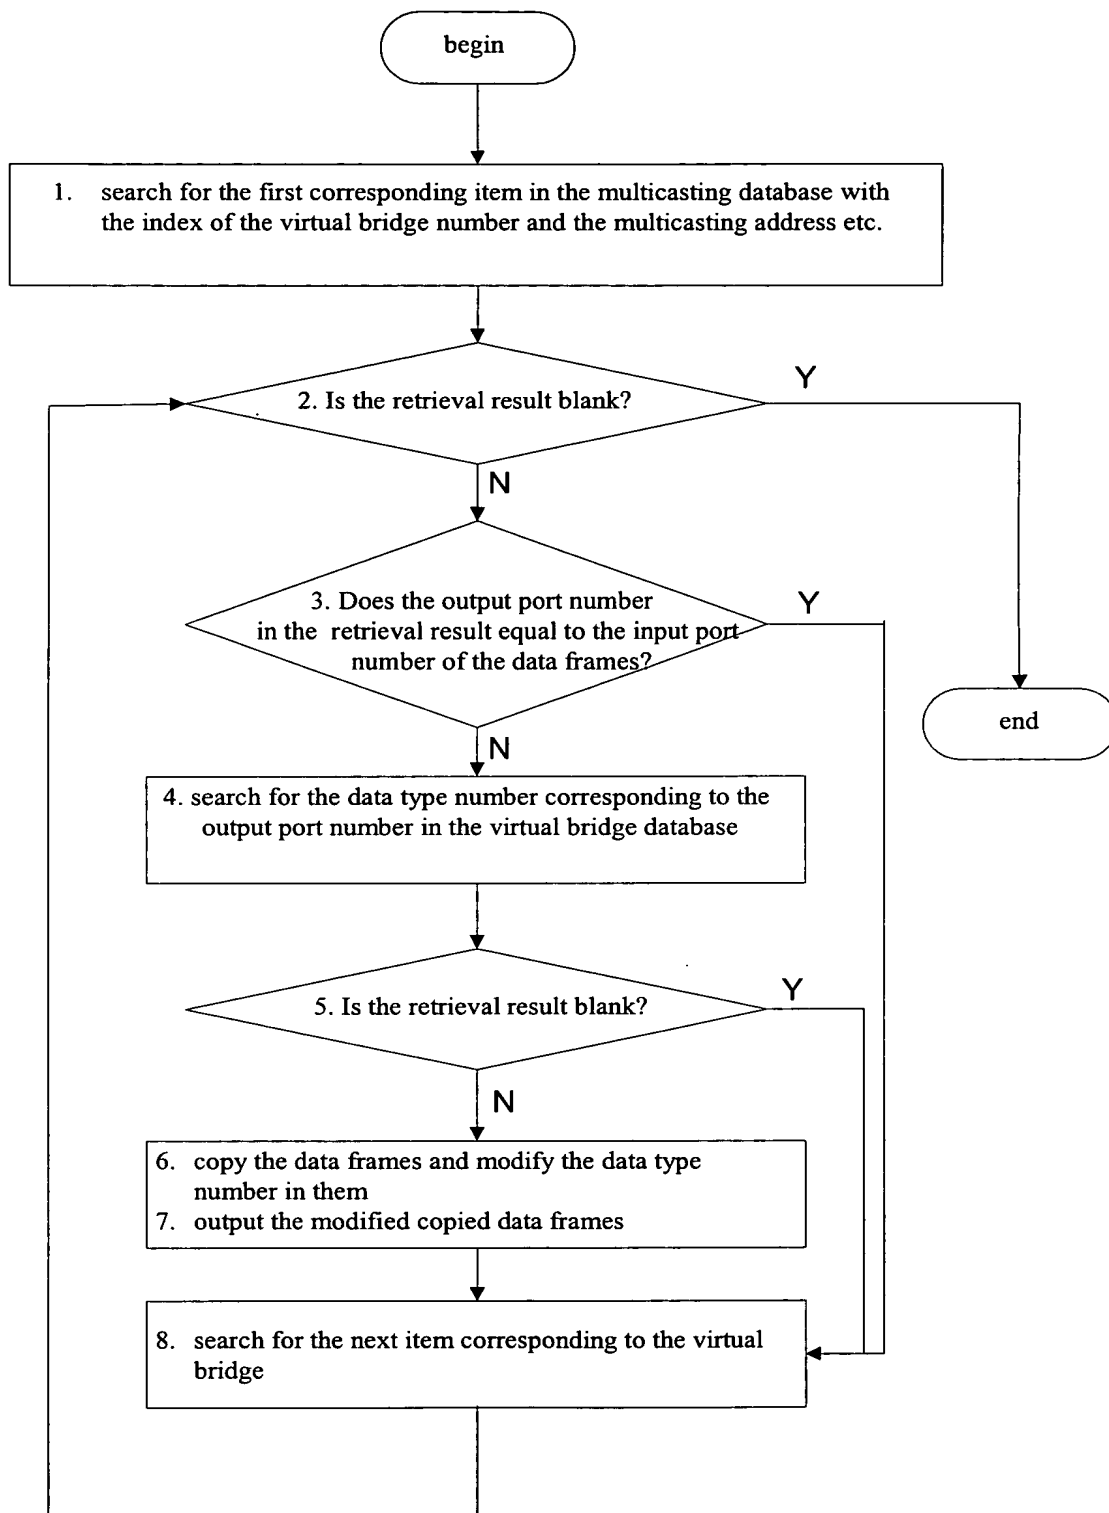 begin
1. search for the first corresponding item in the multicasting database with
the index of the virtual bridge number and the multicasting address etc.
2. Is the retrieval result blank?
Y
N
3. Does the output port number
in the retrieval result equal to the input port
number of the data frames?
Y
end
N
4. search for the data type number corresponding to the
output port number in the virtual bridge database
5. Is the retrieval result blank?
Y
N
6. copy the data frames and modify the data type
number in them
7. output the modified copied data frames
8. search for the next item corresponding to the virtual
bridge